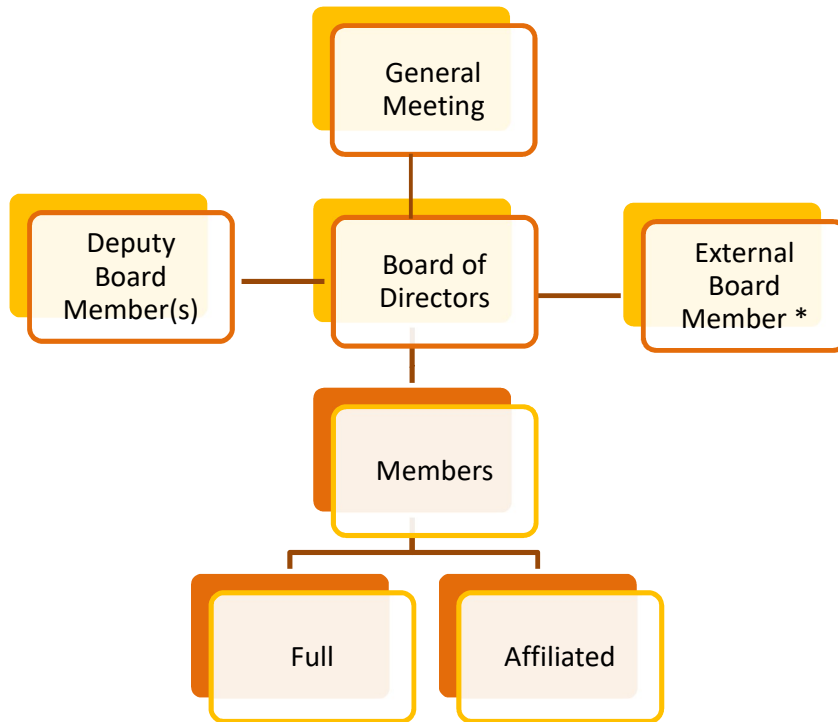 General
Meeting
Deputy
Board
Member(s)
Board of
Directors
External
Board
Member *
Members
Full
Affiliated